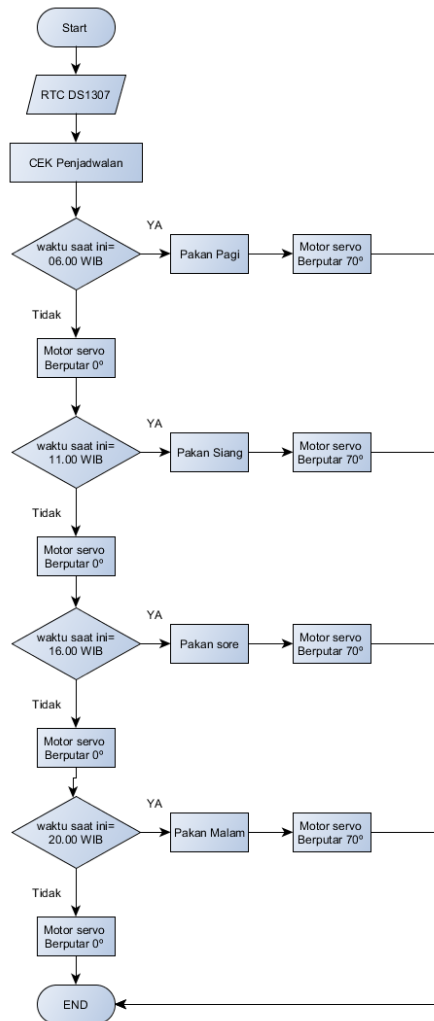 Start
RTC DS1307
CEK Penjadwalan
waktu saat ini=
06.00 WIB
YA
Pakan Pagi
Motor servo
Berputar 70º
Tidak
Motor servo
Berputar 0º
waktu saat ini=
11.00 WIB
YA
Pakan Siang
Motor servo
Berputar 70º
Tidak
Motor servo
Berputar 0º
waktu saat ini=
16.00 WIB
YA
Pakan sore
Motor servo
Berputar 70º
Tidak
Motor servo
Berputar 0º
waktu saat ini=
20.00 WIB
YA
Pakan Malam
Motor servo
Berputar 70º
Tidak
Motor servo
Berputar 0º
END